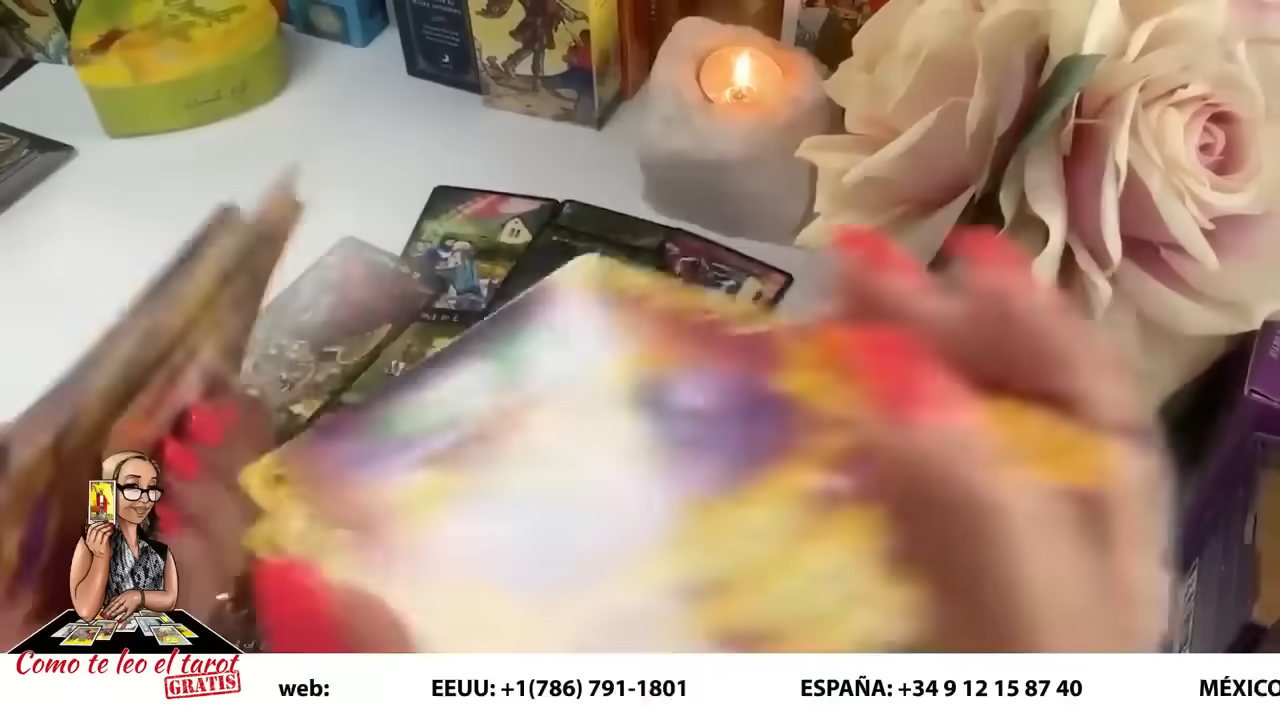 Como te leo el tarot
GRATIS
web:
EEUU: +1(786) 791-1801
ESPAÑA: +34 9 12 15 87 40
MÉXICO